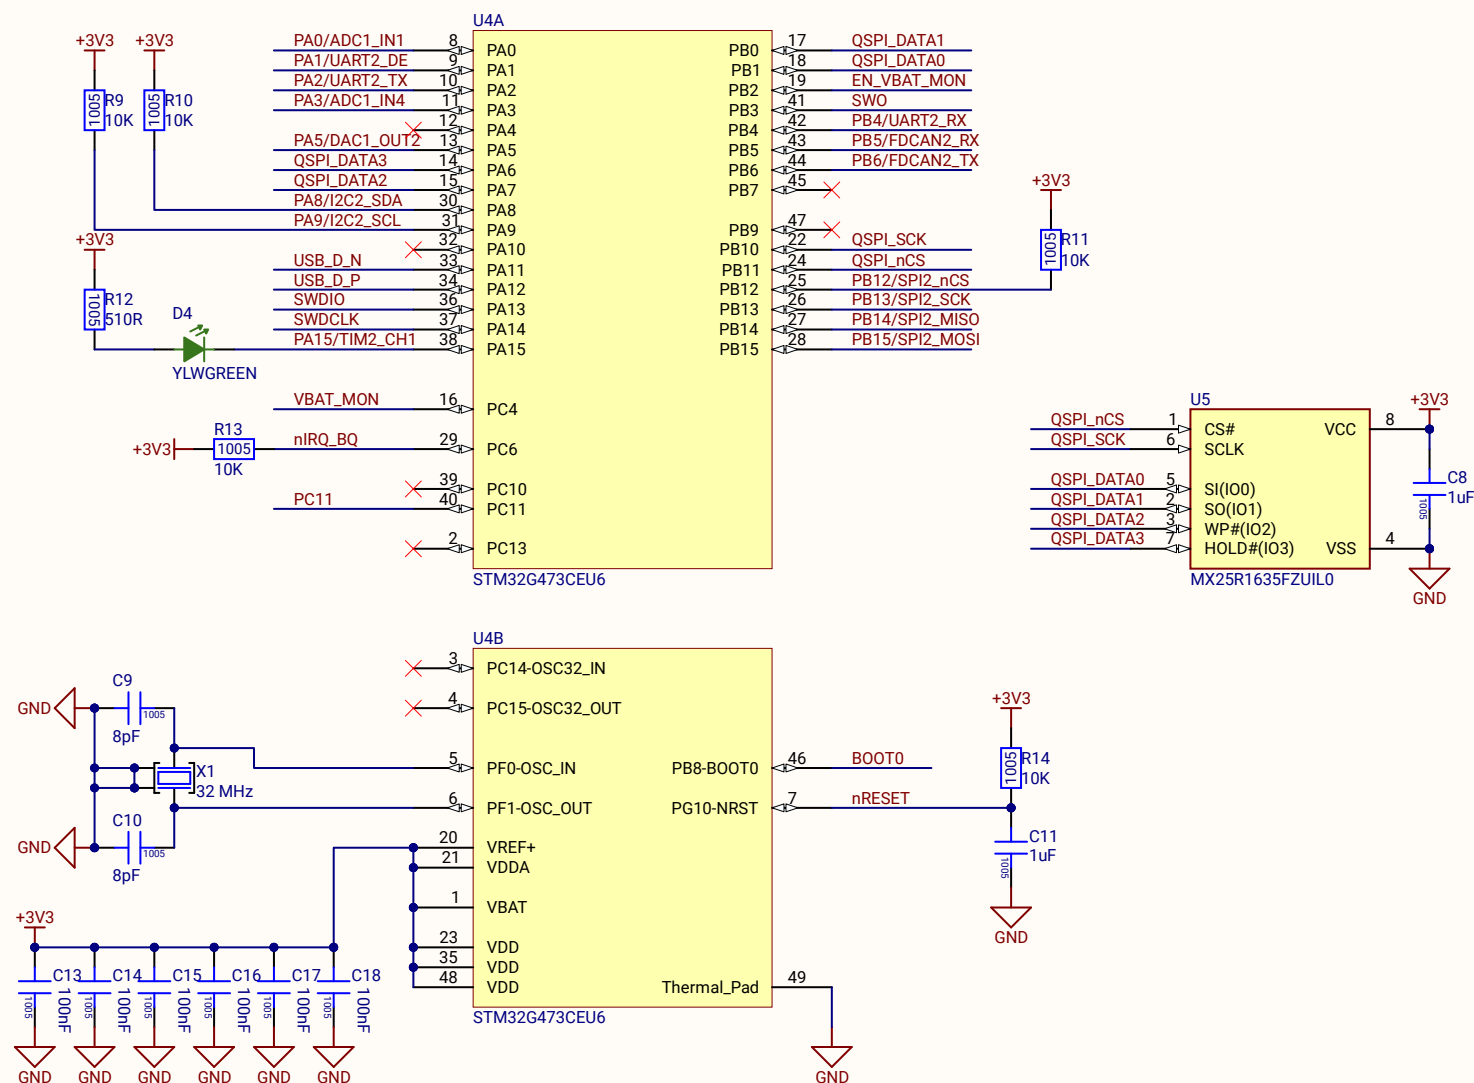 U4A
+3V3
+3V3
R9
10K
1005
R10
10K
1005
PA0/ADC1_IN1 8 PA0
PA1/UART2_DE 9 PA1
PA2/UART2_TX 10 PA2
PA3/ADC1_IN4 11 PA3
12 PA4
PA5/DAC1_OUT2 13 PA5
QSPI_DATA3 14 PA6
QSPI_DATA2 15 PA7
PA8/I2C2_SDA 30 PA8
PA9/I2C2_SCL 31 PA9
32 PA10
USB_D_N 33 PA11
USB_D_P 34 PA12
SWDIO 36 PA13
SWDCLK 37 PA14
PA15/TIM2_CH1 38 PA15
+3V3
R12
510R
1005
D4
YLWGREEN
VBAT_MON 16 PC4
+3V3
R13
1005
10K
nIRQ_BQ 29 PC6
39 PC10
PC11 40 PC11
2 PC13
PB0 17 QSPI_DATA1
PB1 18 QSPI_DATA0
PB2 19 EN_VBAT_MON
PB3 41 SWO
PB4 42 PB4/UART2_RX
PB5 43 PB5/FDCAN2_RX
PB6 44 PB6/FDCAN2_TX
PB7 45
PB9 47
PB10 22 QSPI_SCK
PB11 24 QSPI_nCS
PB12 25 PB12/SPI2_nCS
PB13 26 PB13/SPI2_SCK
PB14 27 PB14/SPI2_MISO
PB15 28 PB15/SPI2_MOSI
+3V3
R11
10K
1005
STM32G473CEU6
U5
QSPI_nCS 1 CS#
QSPI_SCK 6 SCLK
QSPI_DATA0 5 SI(IO0)
QSPI_DATA1 2 SO(IO1)
QSPI_DATA2 3 WP#(IO2)
QSPI_DATA3 7 HOLD#(IO3)
VCC 8
VSS 4
+3V3
C8
1uF
1005
GND
MX25R1635FZUIL0
U4B
3 PC14-OSC32_IN
4 PC15-OSC32_OUT
5 PF0-OSC_IN
6 PF1-OSC_OUT
20 VREF+
21 VDDA
1 VBAT
23 VDD
35 VDD
48 VDD
PB8-BOOT0 46 BOOT0
PG10-NRST 7 nRESET
Thermal_Pad 49
GND
STM32G473CEU6
C9
GND
1005
8pF
X1
32 MHz
C10
GND
1005
8pF
+3V3
R14
10K
1005
C11
1uF
1005
GND
+3V3
C13
100nF
1005
GND
C14
100nF
1005
GND
C15
100nF
1005
GND
C16
100nF
1005
GND
C17
100nF
1005
GND
C18
100nF
1005
GND